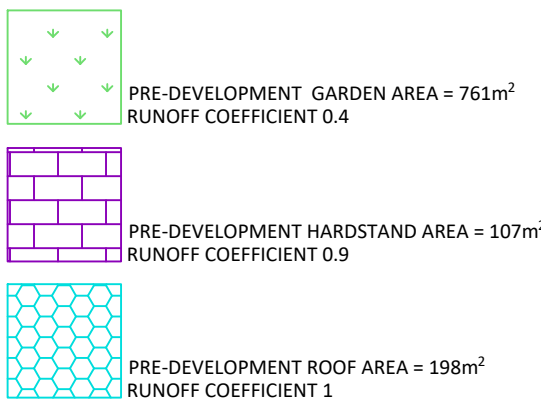 PRE-DEVELOPMENT GARDEN AREA = 761m²
RUNOFF COEFFICIENT 0.4
PRE-DEVELOPMENT HARDSTAND AREA = 107m²
RUNOFF COEFFICIENT 0.9
PRE-DEVELOPMENT ROOF AREA = 198m²
RUNOFF COEFFICIENT 1